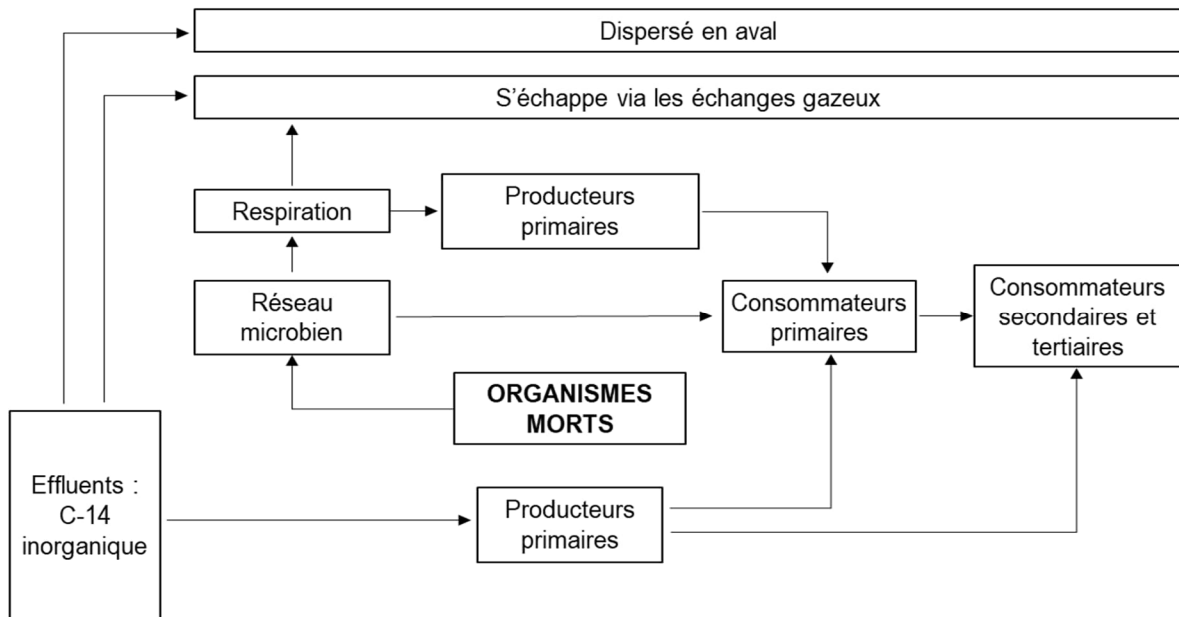 Dispersé en aval
S'échappe via les échanges gazeux
Respiration
Producteurs
primaires
Réseau
microbien
Consommateurs
primaires
Consommateurs
secondaires et
tertiaires
ORGANISMES
MORTS
Effluents :
C-14
inorganique
Producteurs
primaires